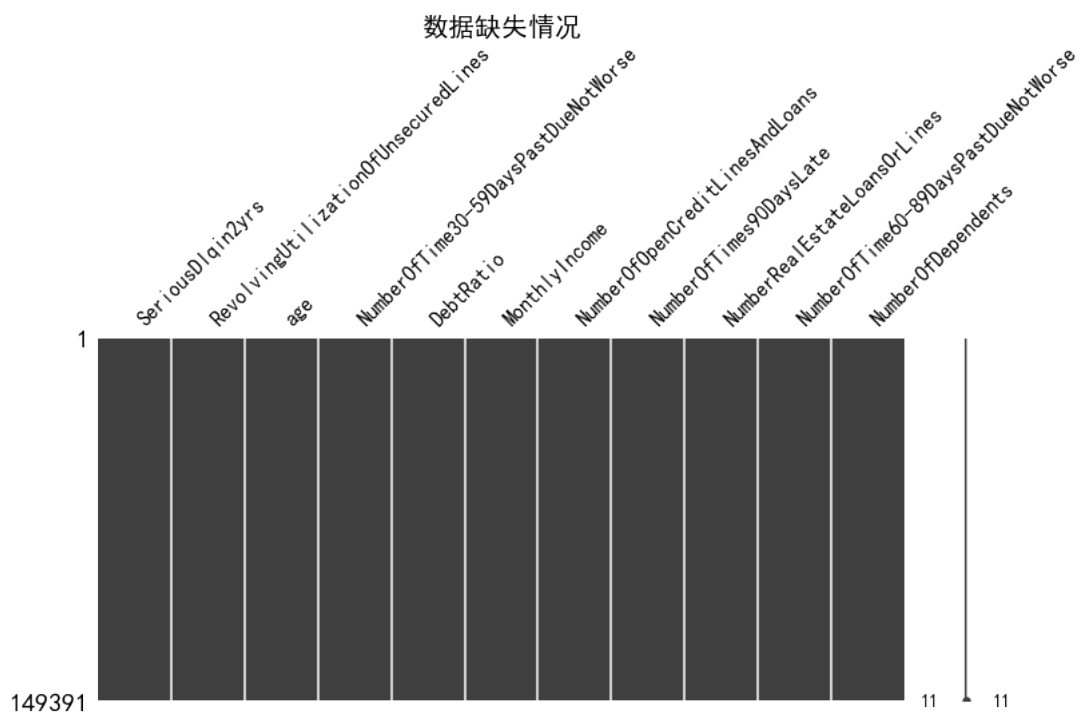 数据缺失情况
SeriousDlqin2yrs
RevolvingUtilizationOfUnsecuredLines
age
NumberOfTime30-59DaysPastDueNotWorse
DebtRatio
MonthlyIncome
NumberOfOpenCreditLinesAndLoans
NumberOfTimes90DaysLate
NumberRealEstateLoansOrLines
NumberOfTime60-89DaysPastDueNotWorse
NumberOfDependents
1
149391
11
11